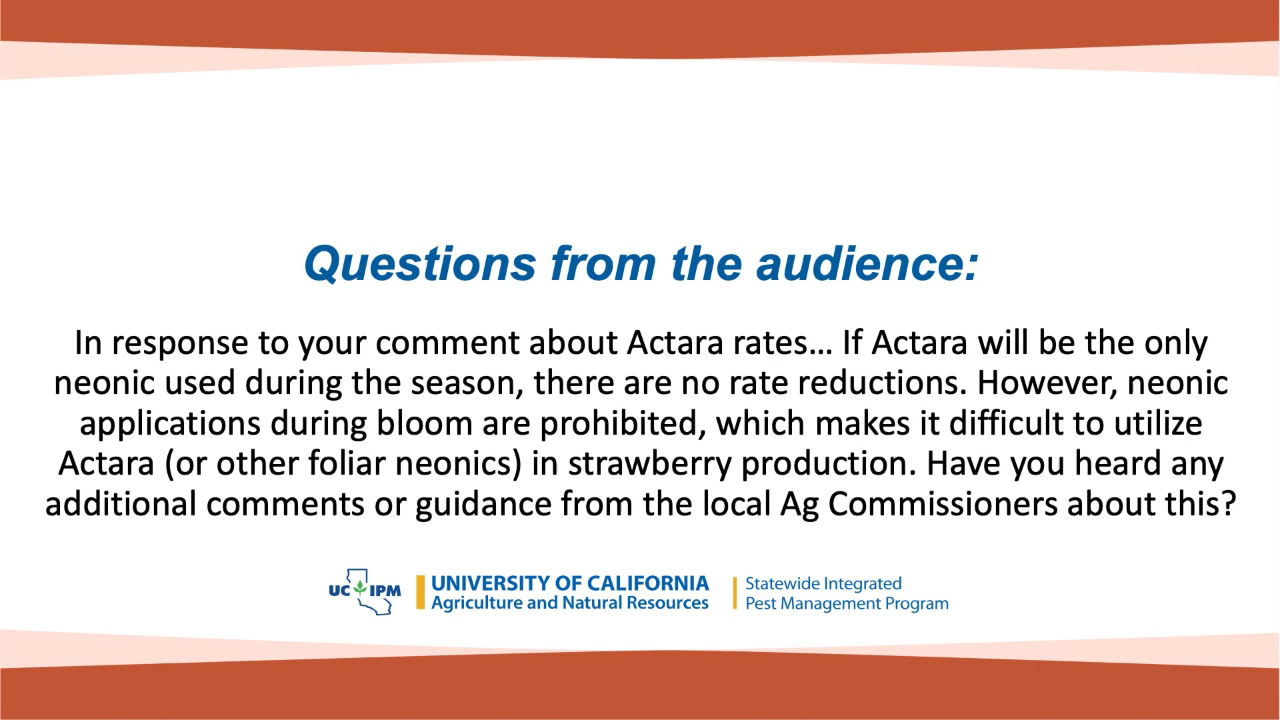 Questions from the audience:
In response to your comment about Actara rates... If Actara will be the only
neonic used during the season, there are no rate reductions. However, neonic
applications during bloom are prohibited, which makes it difficult to utilize
Actara (or other foliar neonics) in strawberry production. Have you heard any
additional comments or guidance from the local Ag Commissioners about this?
UC IPM
UNIVERSITY OF CALIFORNIA
Agriculture and Natural Resources
Statewide Integrated
Pest Management Program